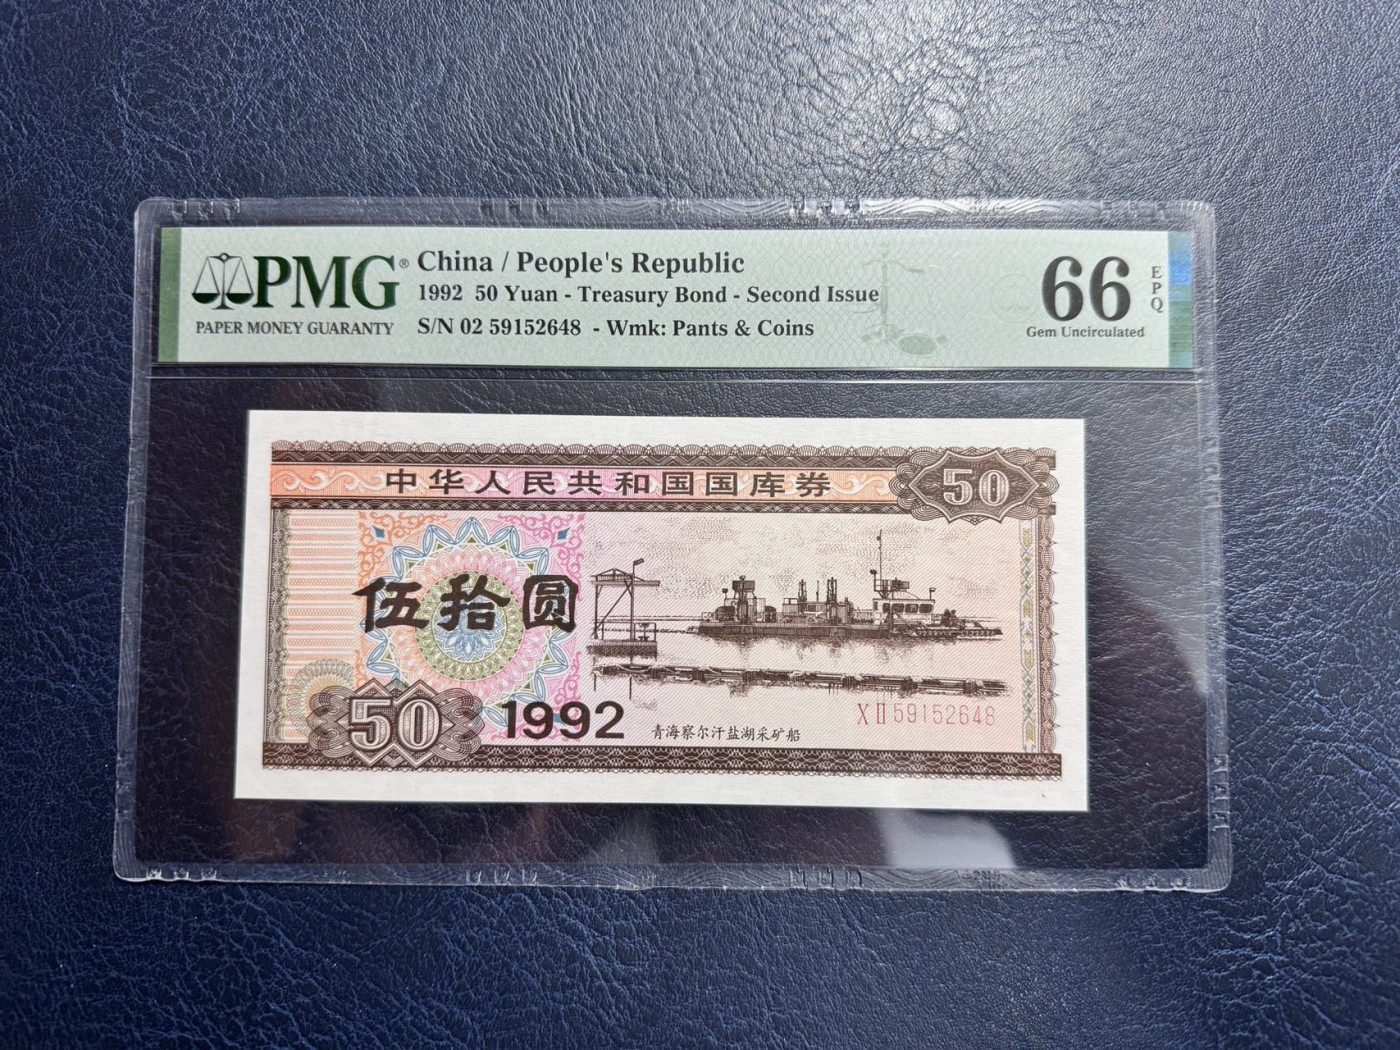 PMG®
PAPER MONEY GUARANTY
China / People's Republic
1992 50 Yuan - Treasury Bond - Second Issue
S/N 02 59152648 - Wmk: Pants & Coins
66
EPQ
Gem Uncirculated
中华人民共和国国库券
50
伍拾圆
50
1992
青海察尔汗盐湖采矿船
XⅡ59152648